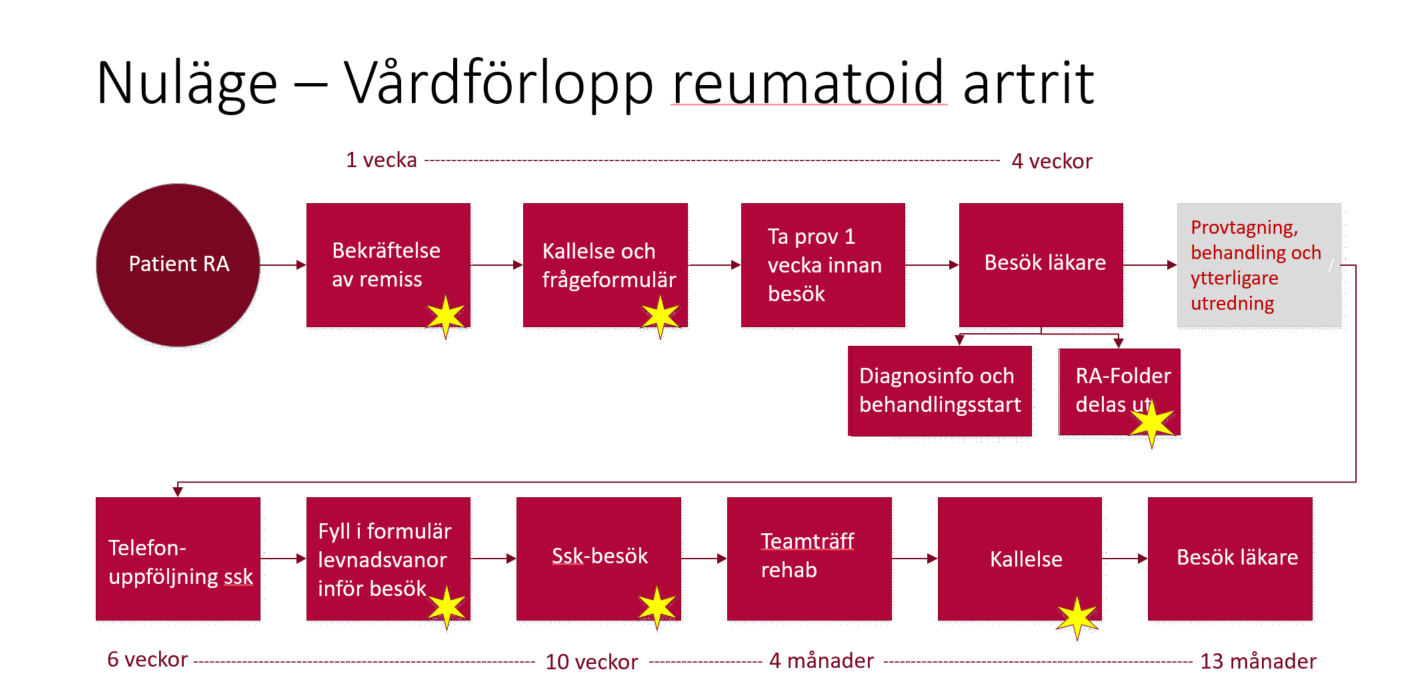 Nuläge – Vårdförlopp reumatoid artrit
1 vecka
4 veckor
Patient RA
Bekräftelse
av remiss
Kallelse och
frågeformulär
Ta prov 1
vecka innan
besök
Besök läkare
Provtagning,
behandling och
ytterligare
utredning
/
Diagnosinfo och
behandlingsstart
RA-Folder
delas ut
Telefon-
uppföljning ssk
Fyll i formulär
levnadsvanor
inför besök
Ssk-besök
Teamträff
rehab
Kallelse
Besök läkare
6 veckor
10 veckor
4 månader
13 månader